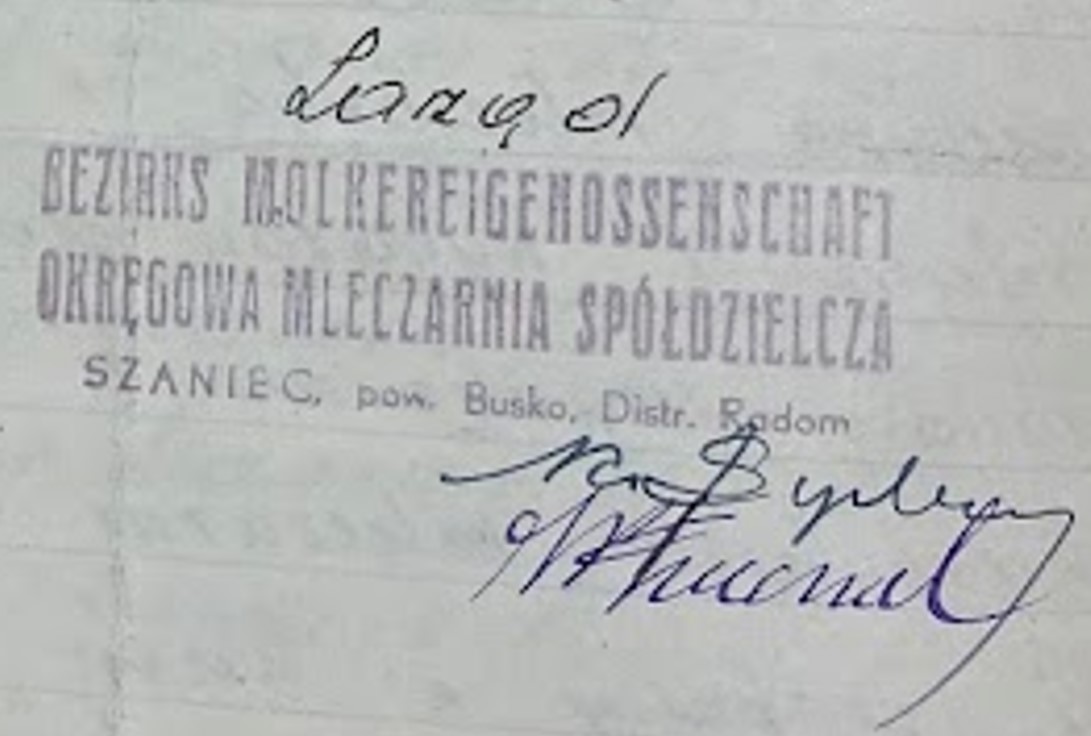 Zarząd
BEZIRKS MOLKEREIGENOSSENSCHAFT
OKRĘGOWA MLECZARNIA SPÓŁDZIELCZA
SZANIEC, pow. Busko, Distr. Radom